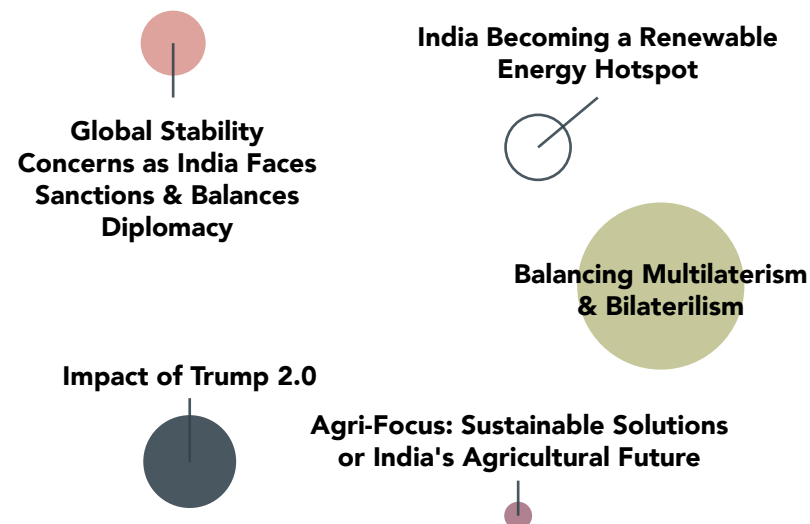 India Becoming a Renewable
Energy Hotspot
Global Stability
Concerns as India Faces
Sanctions & Balances
Diplomacy
Balancing Multilaterism
& Bilaterilism
Impact of Trump 2.0
Agri-Focus: Sustainable Solutions
or India's Agricultural Future